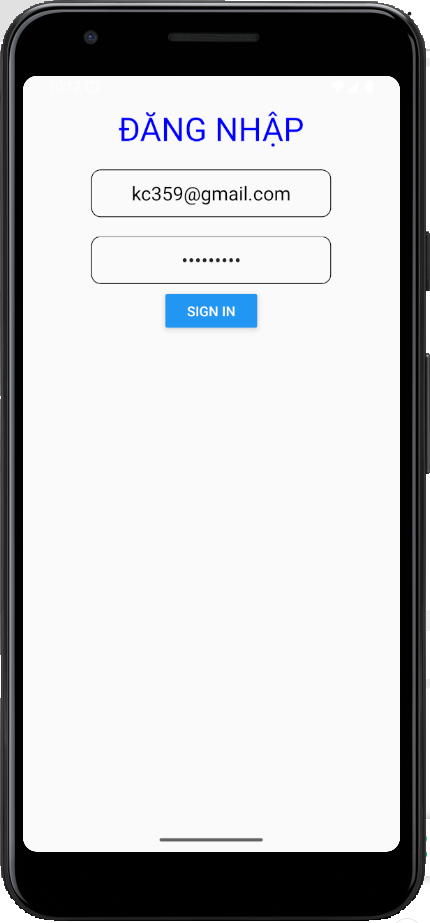 ĐĂNG NHẬP
kc359@gmail.com
•••••••••
SIGN IN